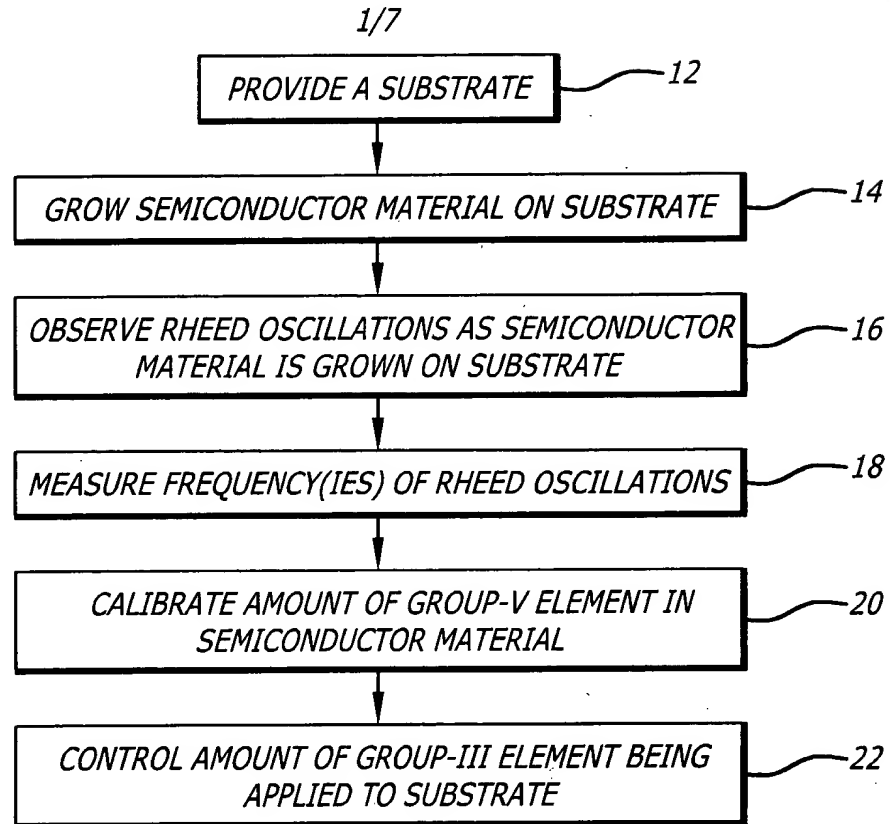 1/7
PROVIDE A SUBSTRATE
12
GROW SEMICONDUCTOR MATERIAL ON SUBSTRATE
14
OBSERVE RHEED OSCILLATIONS AS SEMICONDUCTOR
MATERIAL IS GROWN ON SUBSTRATE
16
MEASURE FREQUENCY(IES) OF RHEED OSCILLATIONS
18
CALIBRATE AMOUNT OF GROUP-V ELEMENT IN
SEMICONDUCTOR MATERIAL
20
CONTROL AMOUNT OF GROUP-III ELEMENT BEING
APPLIED TO SUBSTRATE
22